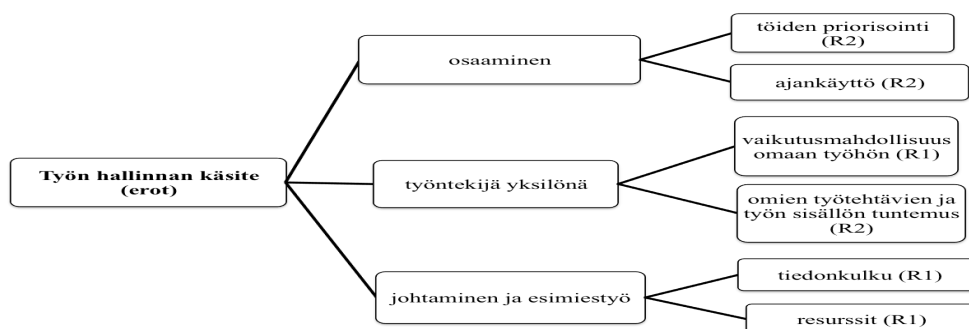 töiden priorisointi
(R2)
osaaminen
ajankäyttö (R2)
vaikutusmahdollisuus
omaan työhön (R1)
Työn hallinnan käsite
(erot)
työntekijä yksilönä
omien työtehtävien ja
työn sisällön tuntemus
(R2)
johtaminen ja esimiestyö
tiedonkulku (R1)
resurssit (R1)